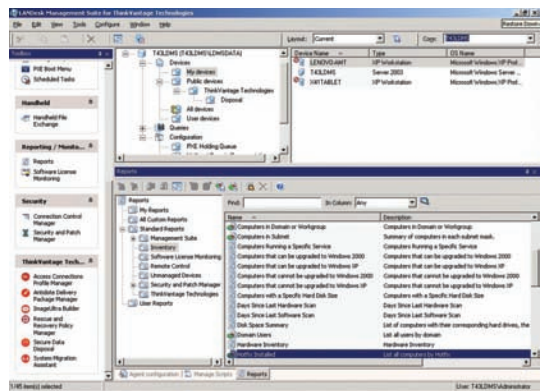 LANDesk Management Suite for ThinkVantage Technologies
File Edit View Tools Configure Window Help
Restore Down
Layout: Current
Core: T43LDMS
Toolbox
PXE Boot Menu
Scheduled Tasks
Handheld
Handheld File Exchange
Reporting / Monito...
Reports
Software License Monitoring
Security
Connection Control Manager
Security and Patch Manager
ThinkVantage Tech...
Access Connections Profile Manager
Antidote Delivery Package Manager
ImageUltra Builder
Rescue and Recovery Policy Manager
Secure Data Disposal
System Migration Assistant
T43LDMS (T43LDMS\LDMSDATA)
Devices
My devices
Public devices
ThinkVantage Technologies
Disposal
All devices
User devices
Queries
Configuration
PXE Holding Queue
Device Name Type OS Name
LENOVO-AMT XP Workstation Microsoft Windows XP Prof...
T43LDMS Server 2003 Microsoft Windows Server ...
X41TABLET XP Workstation Microsoft Windows XP Prof...
Reports
Reports
My Reports
All Custom Reports
Standard Reports
Management Suite
Inventory
Software License Monitoring
Remote Control
Unmanaged Devices
Security and Patch Manager
ThinkVantage Technologies
User Reports
Find: In Column: Any
Name Description
Computers in Domain or Workgroup Computers in Domain or Workgroup
Computers in Subnet Summary of computers in each subnet mask.
Computers Running a Specific Service Computers Running a Specific Service
Computers that can be upgraded to Windows 2000 Computers that can be upgraded to Windows 2000
Computers that can be upgraded to Windows XP Computers that can be upgraded to Windows XP
Computers that cannot be upgraded to Windows 2000 Computers that cannot be upgraded to Windows 2000
Computers that cannot be upgraded to Windows XP Computers that cannot be upgraded to Windows XP
Computers with a Specific Hard Disk Size Computers with a Specific Hard Disk Size
Days Since Last Hardware Scan Days Since Last Hardware Scan
Days Since Last Software Scan Days Since Last Software Scan
Disk Space Summary List of computers with their corresponding hard drives, the
Domain Users List all users by domain
Hardware Inventory Hardware Inventory
Hotfix Installed List all computers by Hotfix
Agent configuration Manage Scripts Reports
1/45 item(s) selected
User: T43LDMS\Administrator